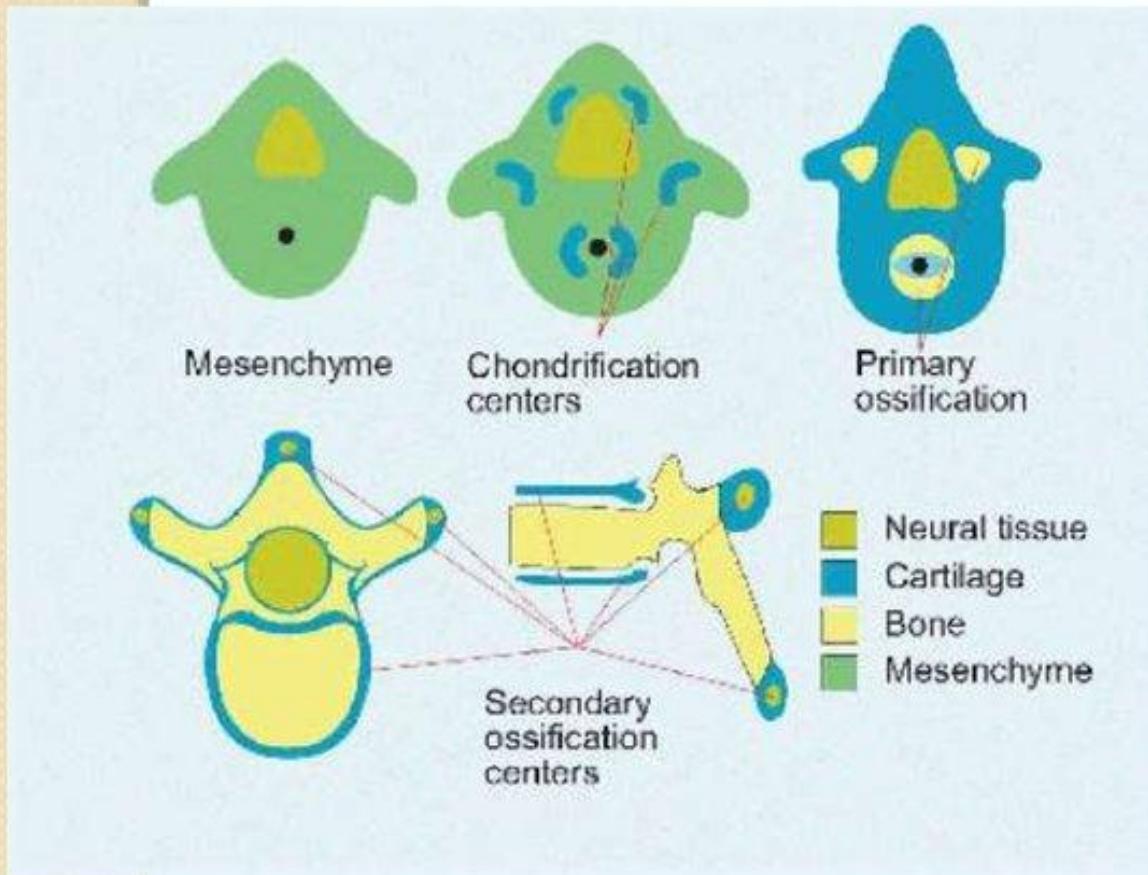 Mesenchyme
Chondrification
centers
Primary
ossification
Secondary
ossification
centers
Neural tissue
Cartilage
Bone
Mesenchyme